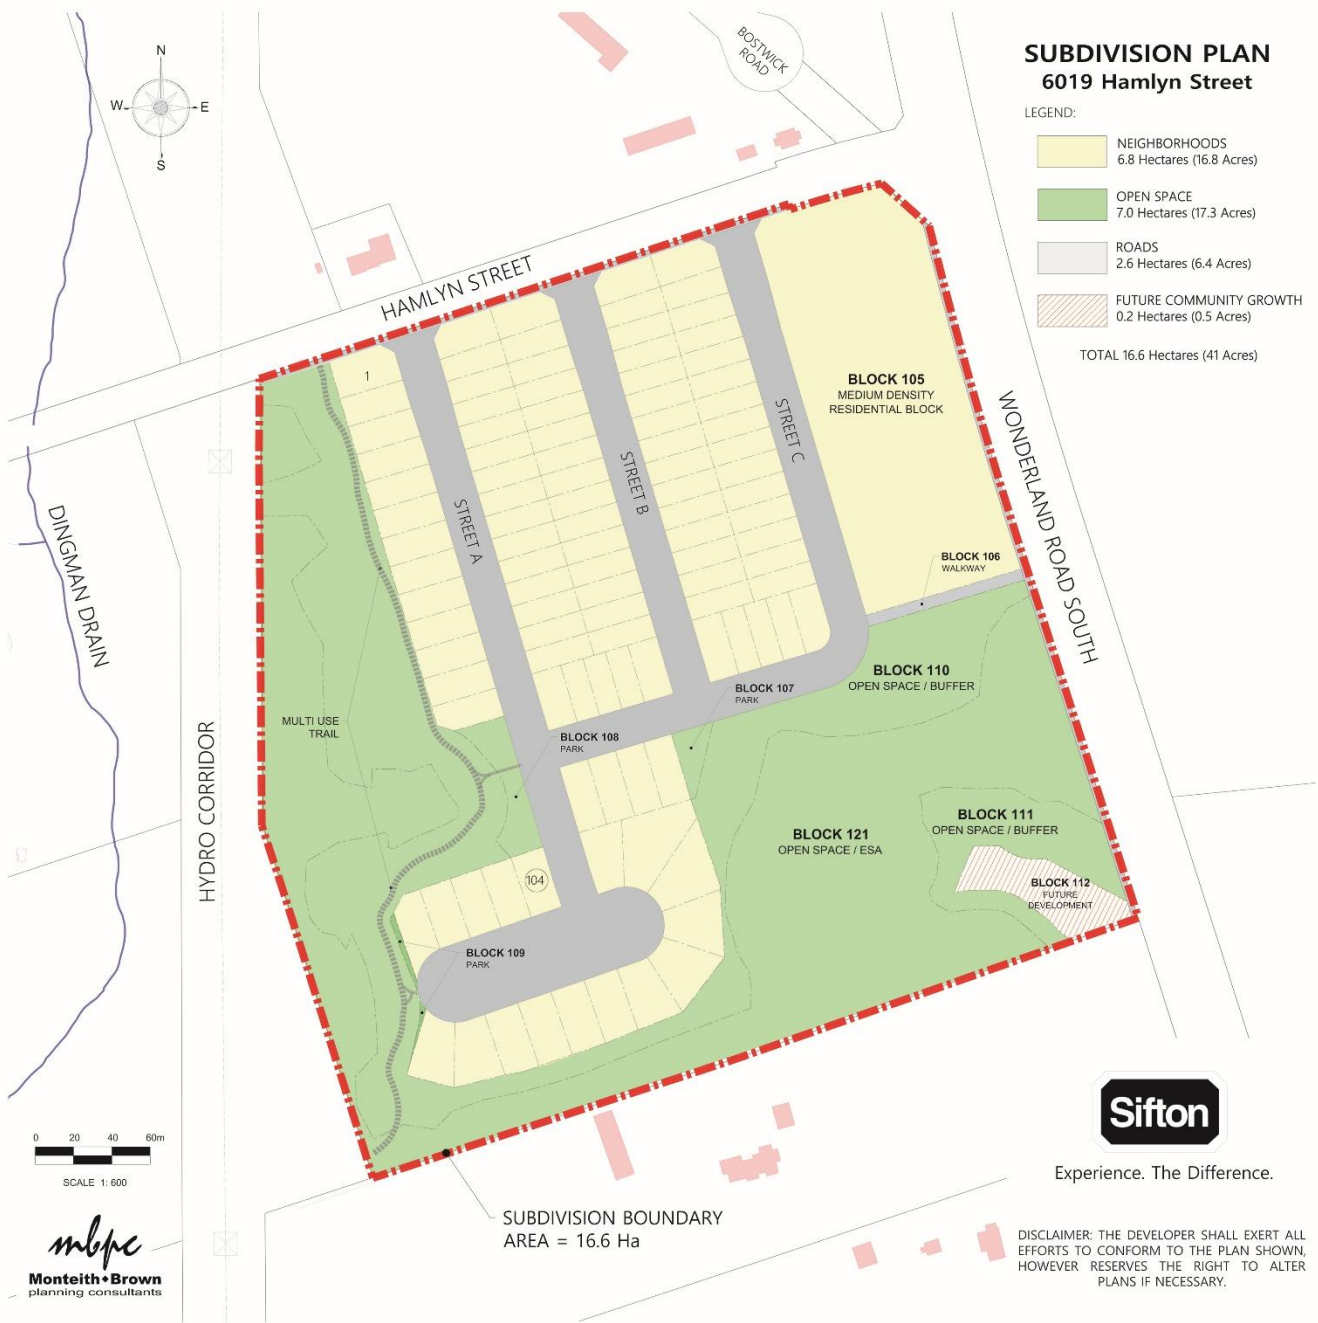 SUBDIVISION PLAN
6019 Hamlyn Street
LEGEND:
NEIGHBORHOODS
6.8 Hectares (16.8 Acres)
OPEN SPACE
7.0 Hectares (17.3 Acres)
ROADS
2.6 Hectares (6.4 Acres)
FUTURE COMMUNITY GROWTH
0.2 Hectares (0.5 Acres)
TOTAL 16.6 Hectares (41 Acres)
N
W
E
S
BOSTWICK
ROAD
HAMLYN STREET
1
BLOCK 105
MEDIUM DENSITY
RESIDENTIAL BLOCK
STREET A
STREET B
STREET C
WONDERLAND ROAD SOUTH
DINGMAN DRAIN
BLOCK 106
WALKWAY
BLOCK 110
OPEN SPACE / BUFFER
BLOCK 107
PARK
MULTI USE
TRAIL
BLOCK 108
PARK
HYDRO CORRIDOR
BLOCK 111
OPEN SPACE / BUFFER
BLOCK 121
OPEN SPACE / ESA
104
BLOCK 112
FUTURE
DEVELOPMENT
BLOCK 109
PARK
0 20 40 60m
SCALE 1: 600
mbpc
Monteith Brown
planning consultants
SUBDIVISION BOUNDARY
AREA = 16.6 Ha
Sifton
Experience. The Difference.
DISCLAIMER: THE DEVELOPER SHALL EXERT ALL
EFFORTS TO CONFORM TO THE PLAN SHOWN,
HOWEVER RESERVES THE RIGHT TO ALTER
PLANS IF NECESSARY.